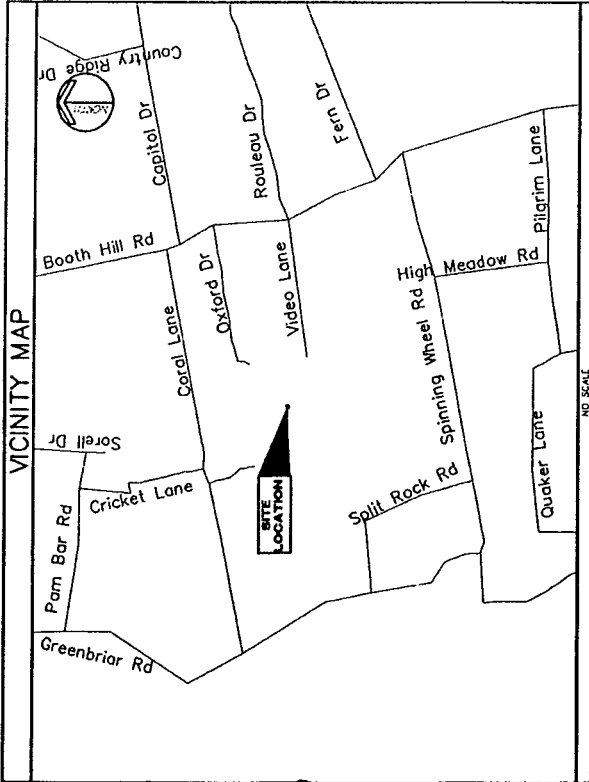 VICINITY MAP
Country Ridge Dr
NORTH
Capitol Dr
Rouleau Dr
Fern Dr
Booth Hill Rd
Oxford Dr
Coral Lane
Video Lane
High Meadow Rd
Pilgrim Lane
Spinning Wheel Rd
Sorell Dr
Pam Bar Rd
Cricket Lane
SITE
LOCATION
Split Rock Rd
Quaker Lane
Greenbriar Rd
NO SCALE